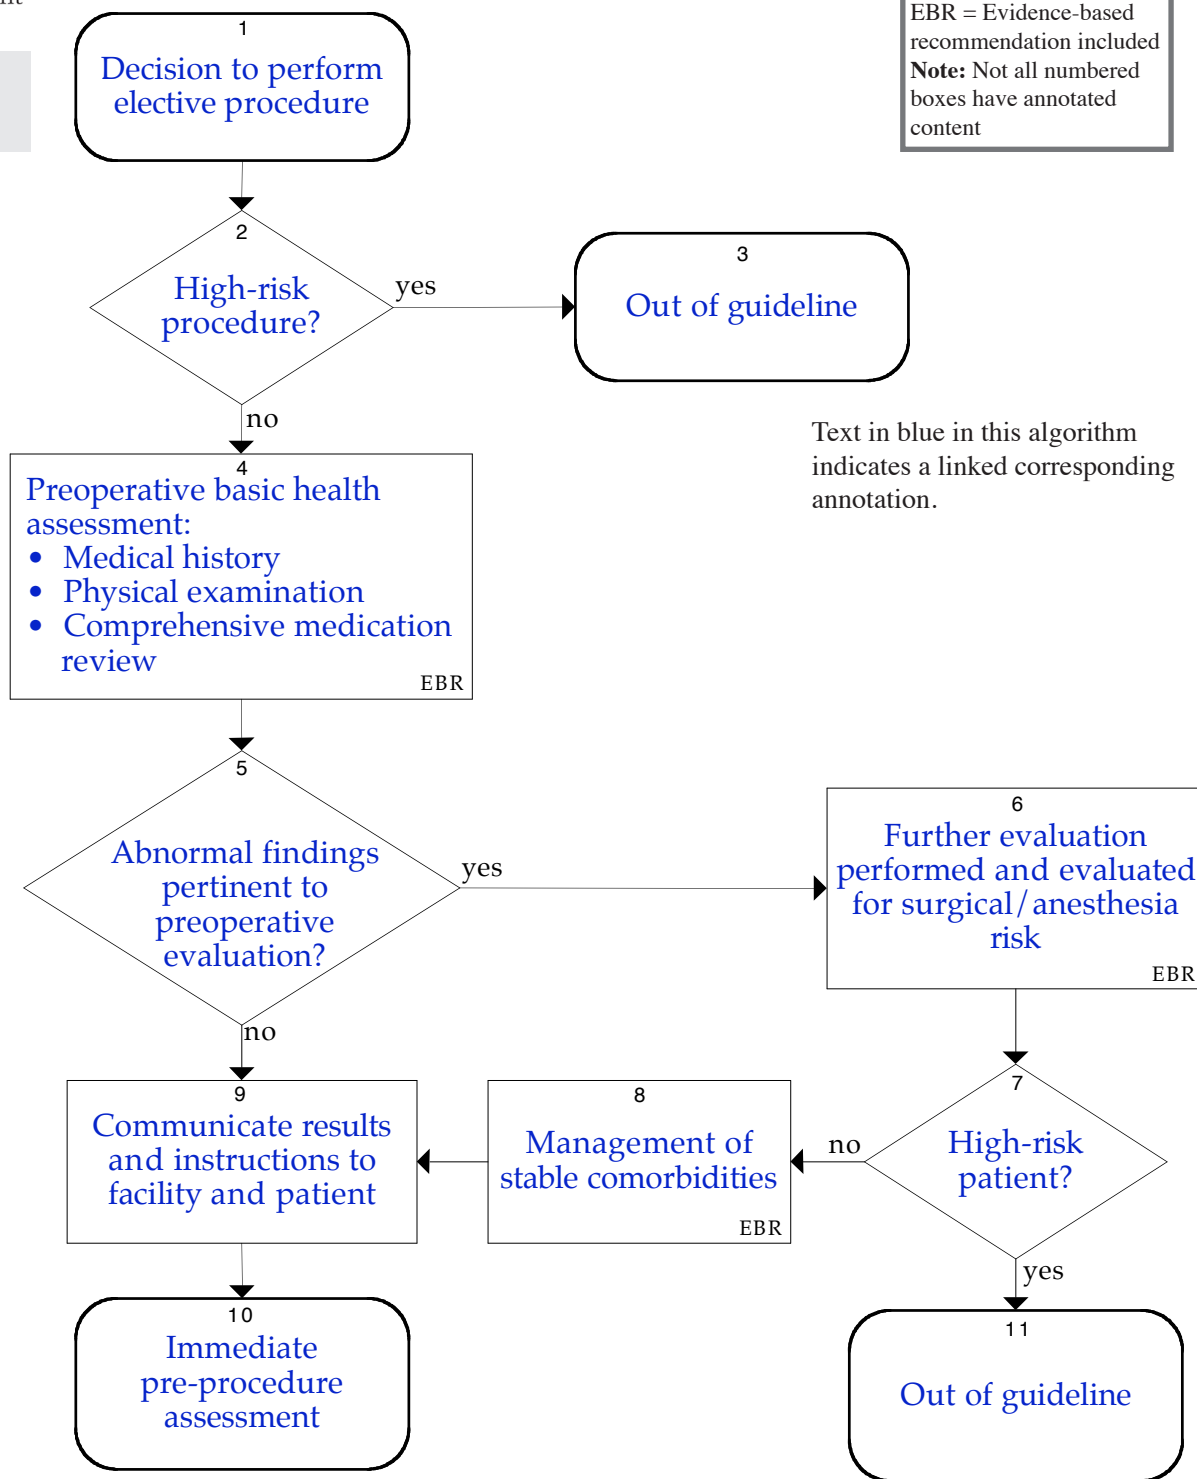 1
Decision to perform
elective procedure
EBR = Evidence-based
recommendation included
Note: Not all numbered
boxes have annotated
content
2
High-risk
procedure?
yes
3
Out of guideline
no
Text in blue in this algorithm
indicates a linked corresponding
annotation.
4
Preoperative basic health
assessment:
• Medical history
• Physical examination
• Comprehensive medication
review
EBR
5
Abnormal findings
pertinent to
preoperative
evaluation?
yes
6
Further evaluation
performed and evaluated
for surgical/anesthesia
risk
EBR
no
7
High-risk
patient?
no
8
Management of
stable comorbidities
EBR
9
Communicate results
and instructions to
facility and patient
yes
10
Immediate
pre-procedure
assessment
11
Out of guideline